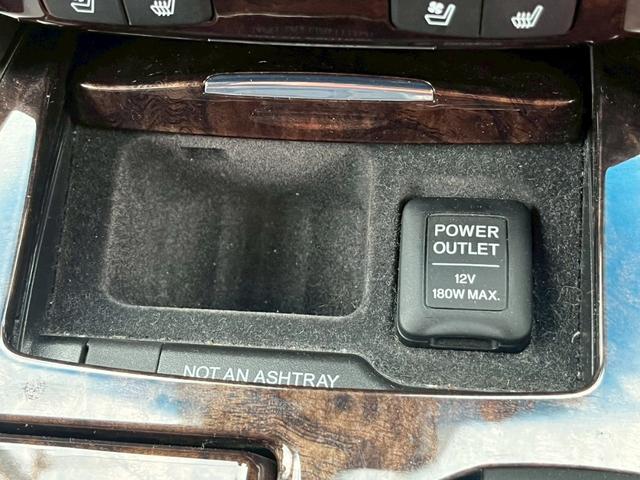 POWER
OUTLET
12V
180W MAX.
NOT AN ASHTRAY